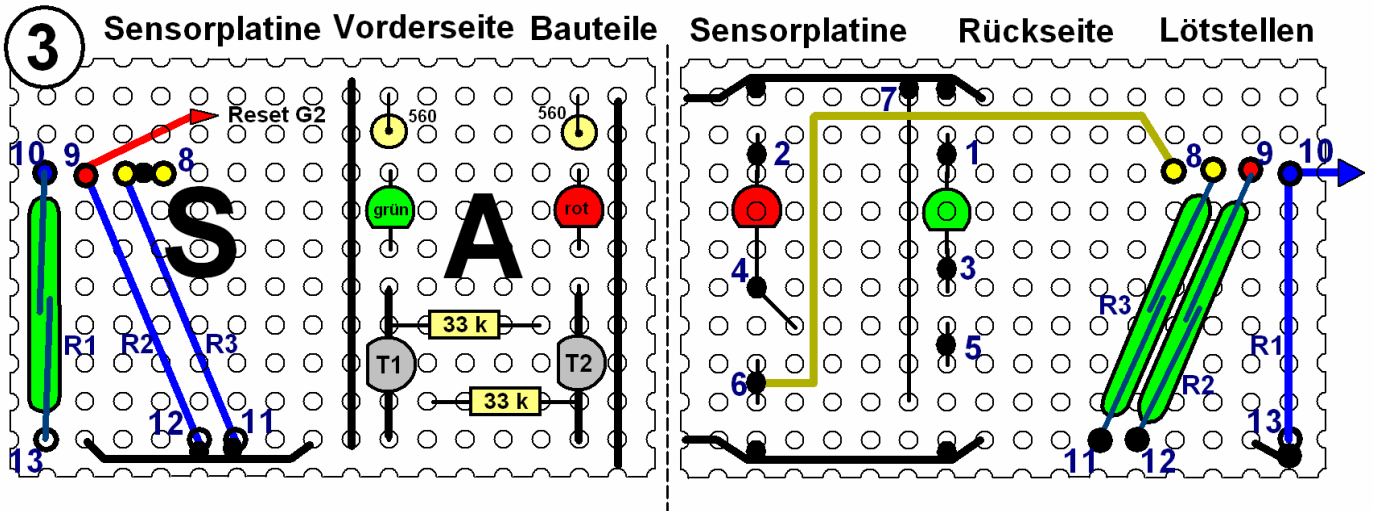 3
Sensorplatine Vorderseite Bauteile
Sensorplatine Rückseite Lötstellen
Reset G2
560
560
10
9
8
S
grün
A
rot
R1
R2
R3
33 k
T1
T2
33 k
12
11
13
7
2
1
8
9
10
4
3
R3
5
R1
6
R2
11
12
13